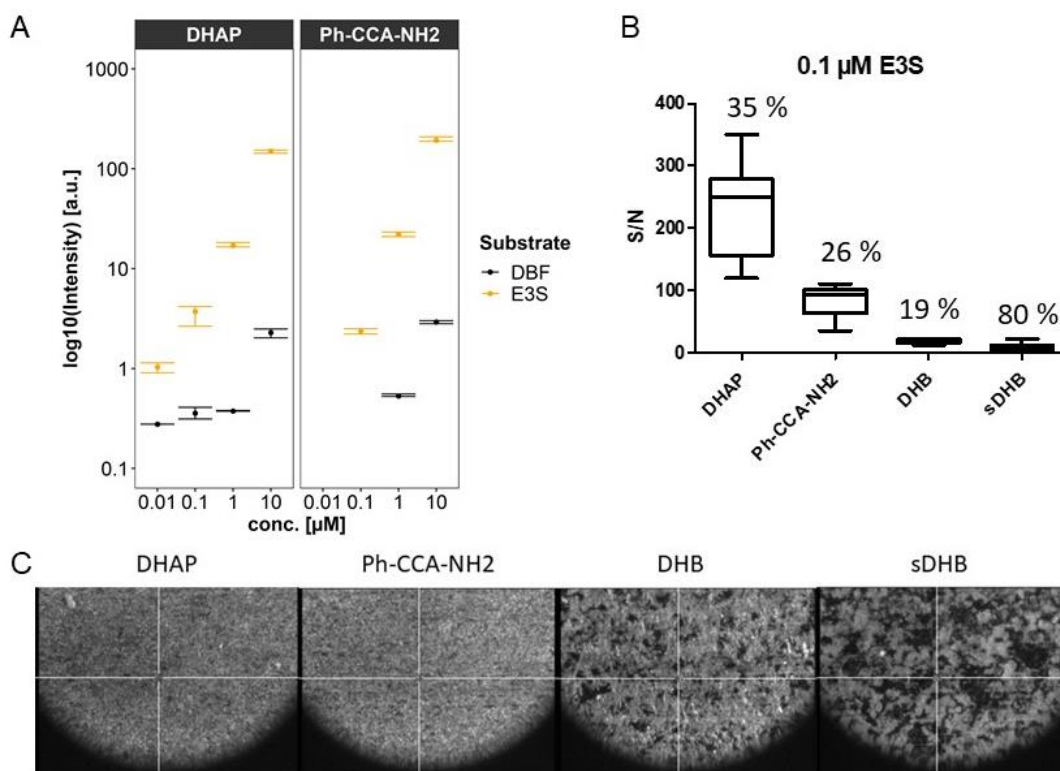 A
DHAP
Ph-CCA-NH2
log10(Intensity) [a.u.]
1000
100
10
1
0.1
0.01 0.1 1 10
0.01 0.1 1 10
conc. [µM]
Substrate
DBF
E3S
B
0.1 µM E3S
S/N
400
300
200
100
0
35 %
26 %
19 %
80 %
DHAP
Ph-CCA-NH2
DHB
sDHB
C
DHAP
Ph-CCA-NH2
DHB
sDHB